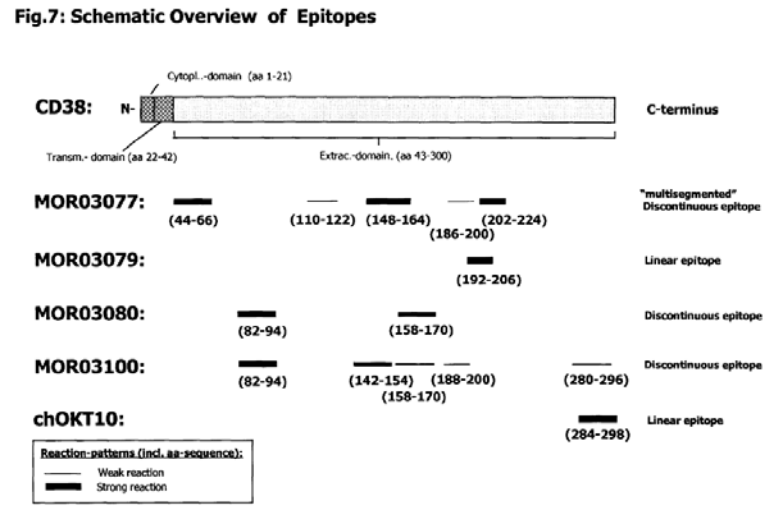 Fig.7: Schematic Overview of Epitopes
Cytopl..-domain (aa 1-21)
CD38: N- C-terminus
Transm.- domain (aa 22-42) Extrac.-domain. (aa 43-300)
MOR03077: "multisegmented"
Discontinuous epitope
(44-66) (110-122) (148-164) (202-224)
(186-200)
MOR03079: Linear epitope
(192-206)
MOR03080: Discontinuous epitope
(82-94) (158-170)
MOR03100: Discontinuous epitope
(82-94) (142-154) (188-200) (280-296)
(158-170)
chOKT10: Linear epitope
(284-298)
Reaction-patterns (incl. aa-sequence):
Weak reaction
Strong reaction